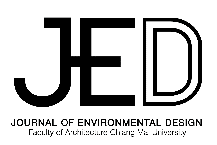 JED
JOURNAL OF ENVIRONMENTAL DESIGN
Faculty of Architecture Chiang Mai University